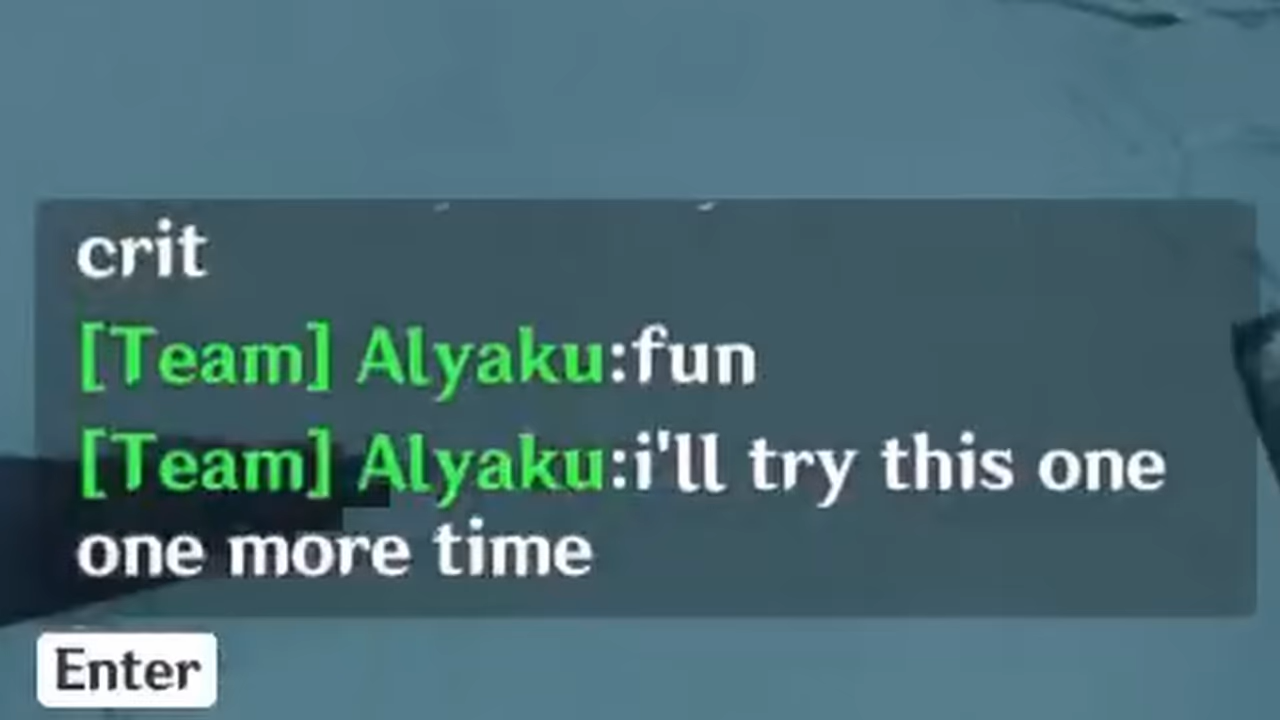 crit
[Team] Alyaku:fun
[Team] Alyaku:i'll try this one
one more time
Enter